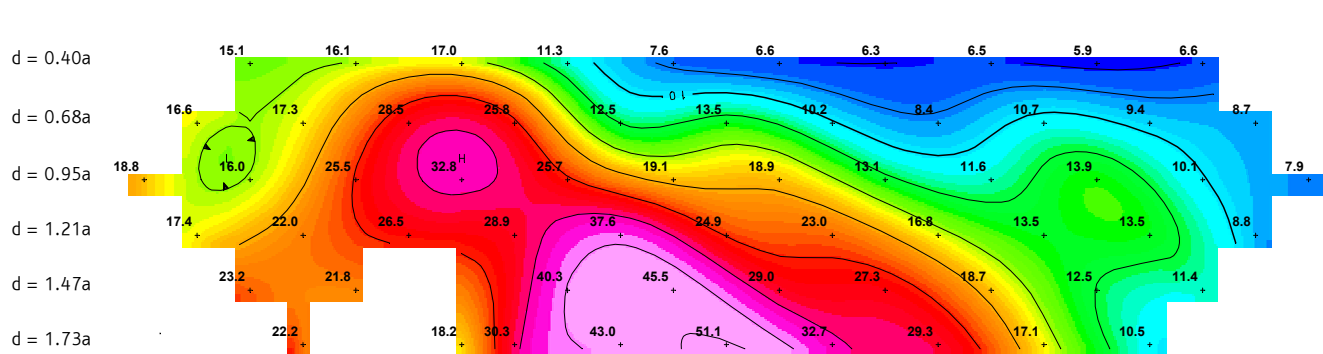 d = 0.40a 15.1 16.1 17.0 11.3 7.6 6.6 6.3 6.5 5.9 6.6
10
d = 0.68a 16.6 17.3 28.5 25.8 12.5 13.5 10.2 8.4 10.7 9.4 8.7
d = 0.95a 18.8 L 16.0 25.5 32.8 H 25.7 19.1 18.9 13.1 11.6 13.9 10.1 7.9
d = 1.21a 17.4 22.0 26.5 28.9 37.6 24.9 23.0 16.8 13.5 13.5 8.8
d = 1.47a 23.2 21.8 40.3 45.5 29.0 27.3 18.7 12.5 11.4
d = 1.73a 22.2 18.2 30.3 43.0 51.1 32.7 29.3 17.1 10.5